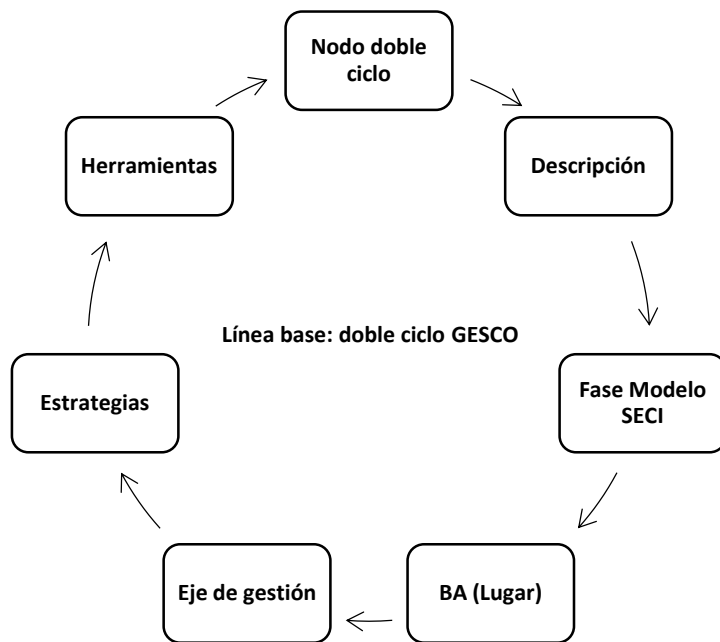 Nodo doble
ciclo
Herramientas
Descripción
Línea base: doble ciclo GESCO
Estrategias
Fase Modelo
SECI
Eje de gestión
BA (Lugar)